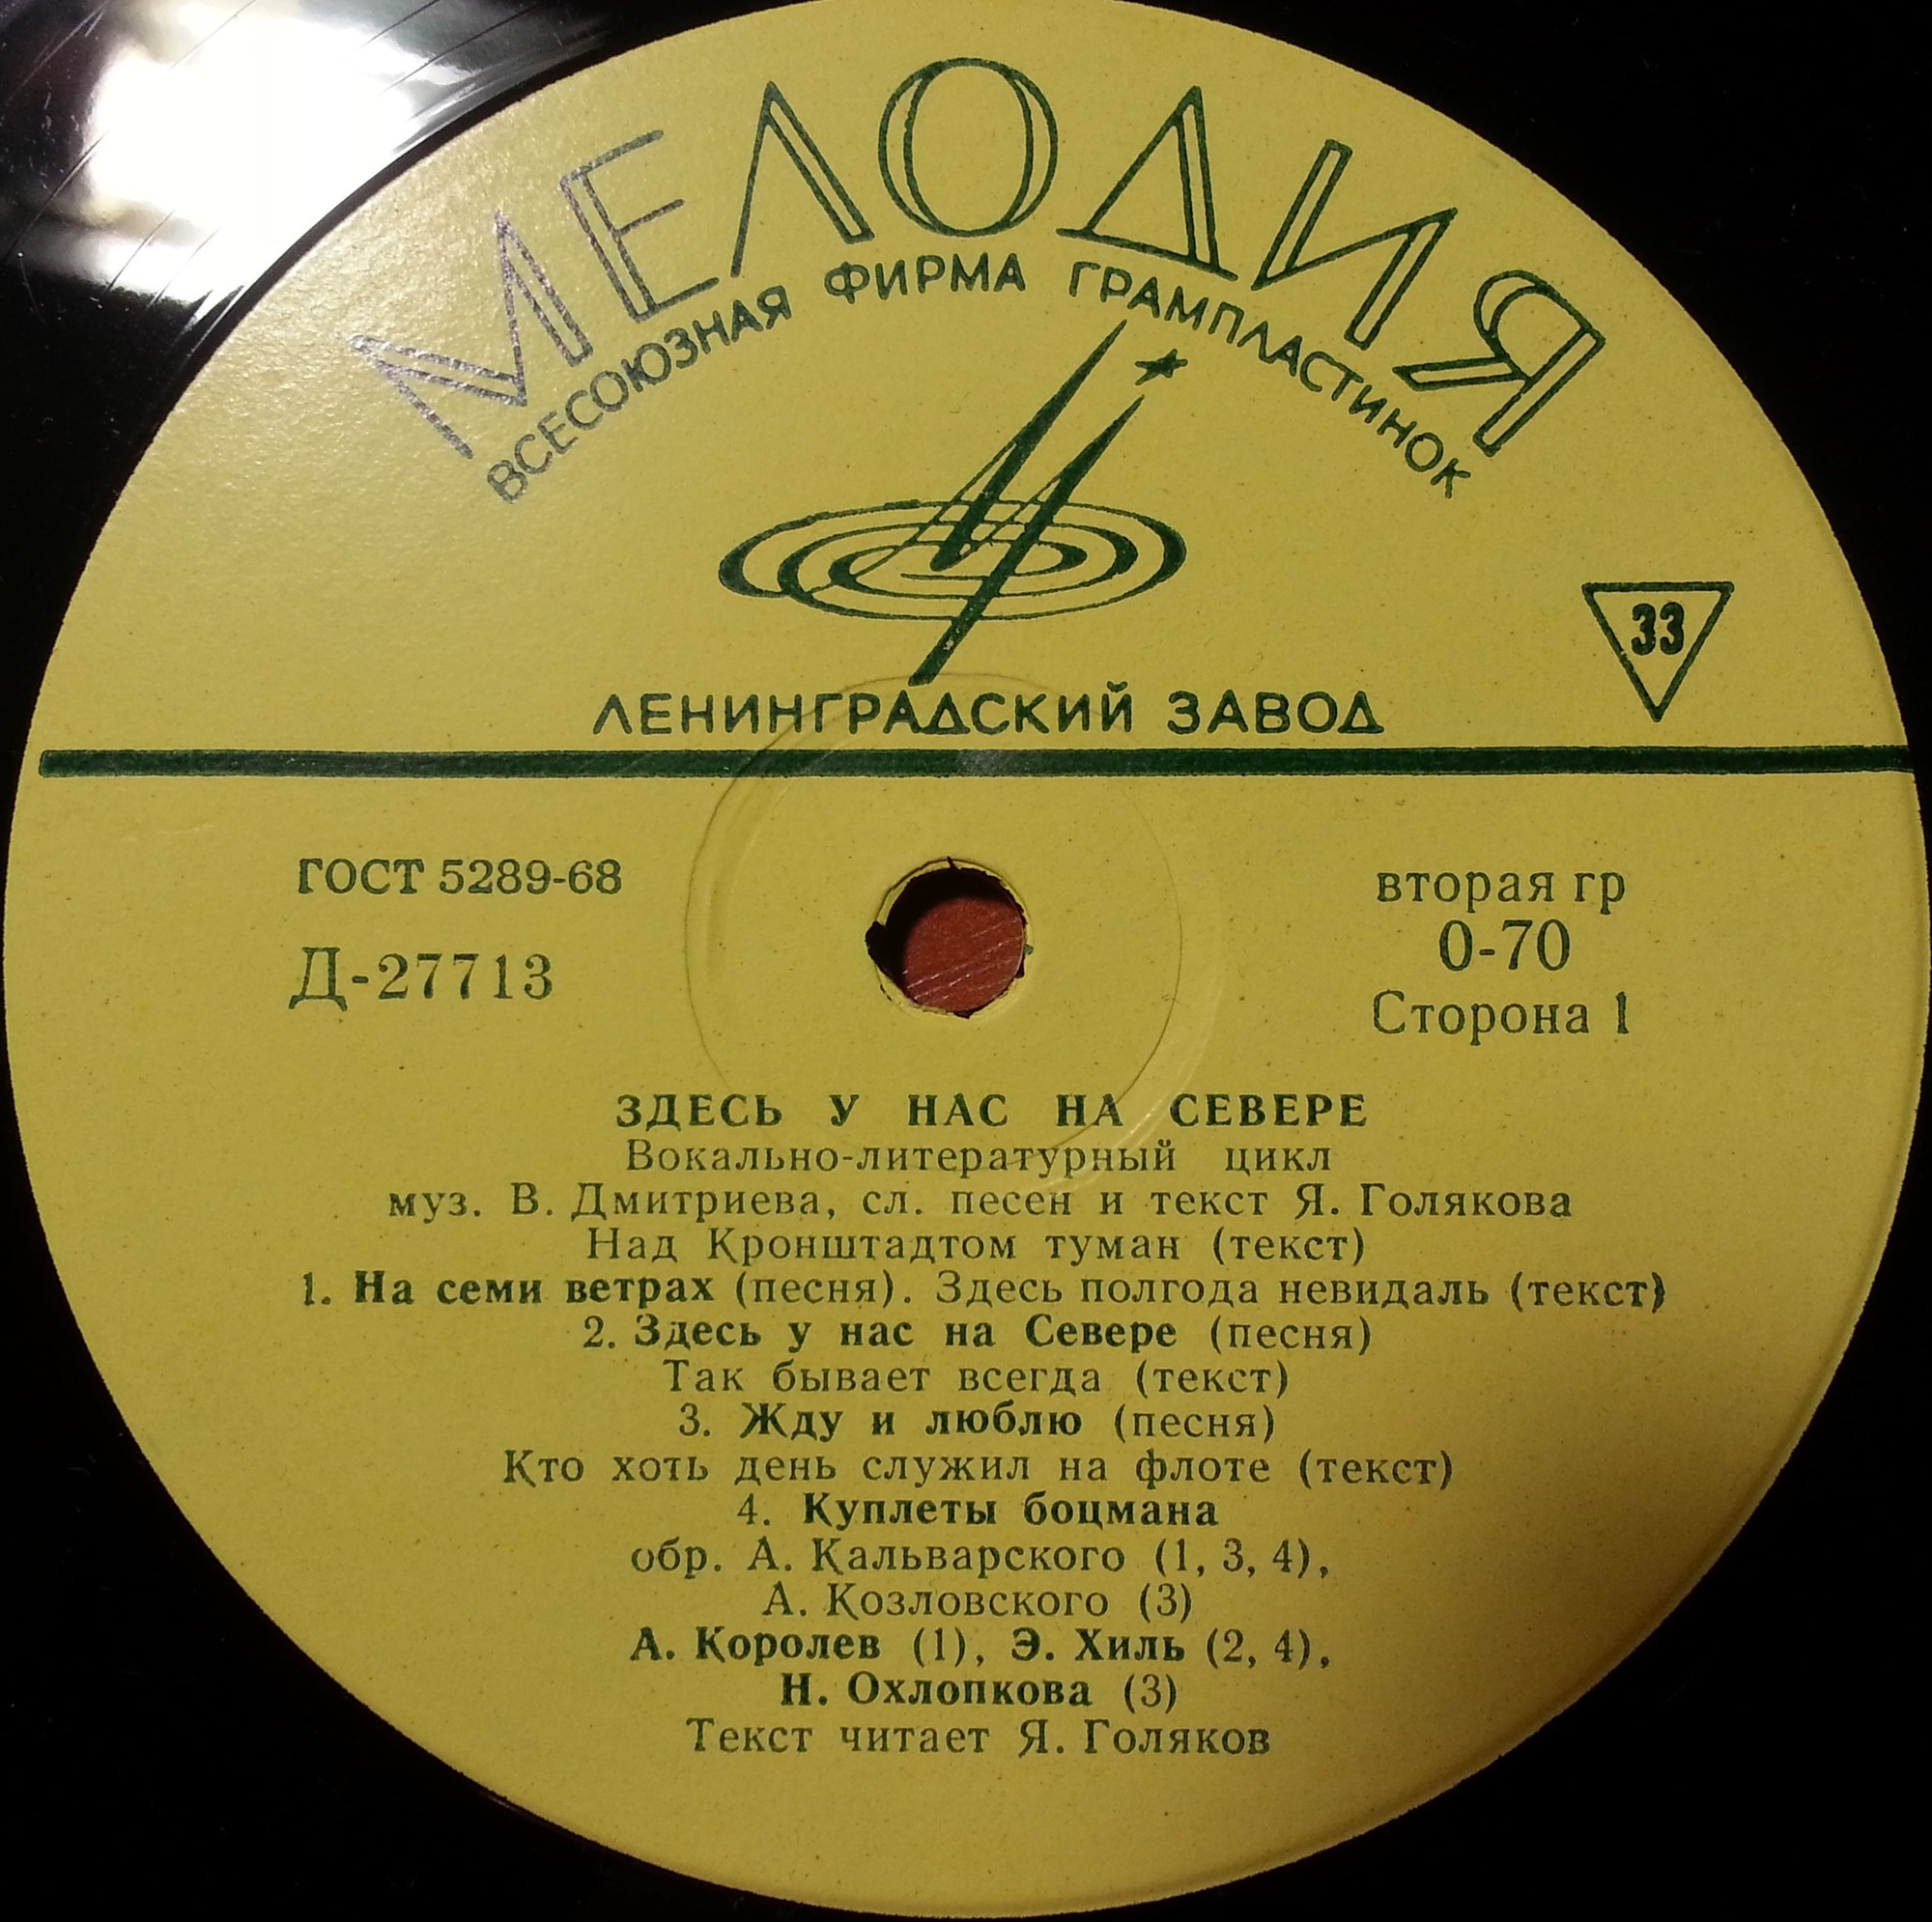 МЕЛОДИЯ
ВСЕСОЮЗНАЯ ФИРМА ГРАМПЛАСТИНОК
33
ЛЕНИНГРАДСКИЙ ЗАВОД
ГОСТ 5289-68
Д-27713
вторая гр
0-70
Сторона 1
ЗДЕСЬ У НАС НА СЕВЕРЕ
Вокально-литературный цикл
муз. В. Дмитриева, сл. песен и текст Я. Голякова
Над Кронштадтом туман (текст)
1. На семи ветрах (песня). Здесь полгода невидаль (текст)
2. Здесь у нас на Севере (песня)
Так бывает всегда (текст)
3. Жду и люблю (песня)
Кто хоть день служил на флоте (текст)
4. Куплеты боцмана
обр. А. Кальварского (1, 3, 4),
А. Козловского (3)
А. Королев (1), Э. Хиль (2, 4),
Н. Охлопкова (3)
Текст читает Я. Голяков